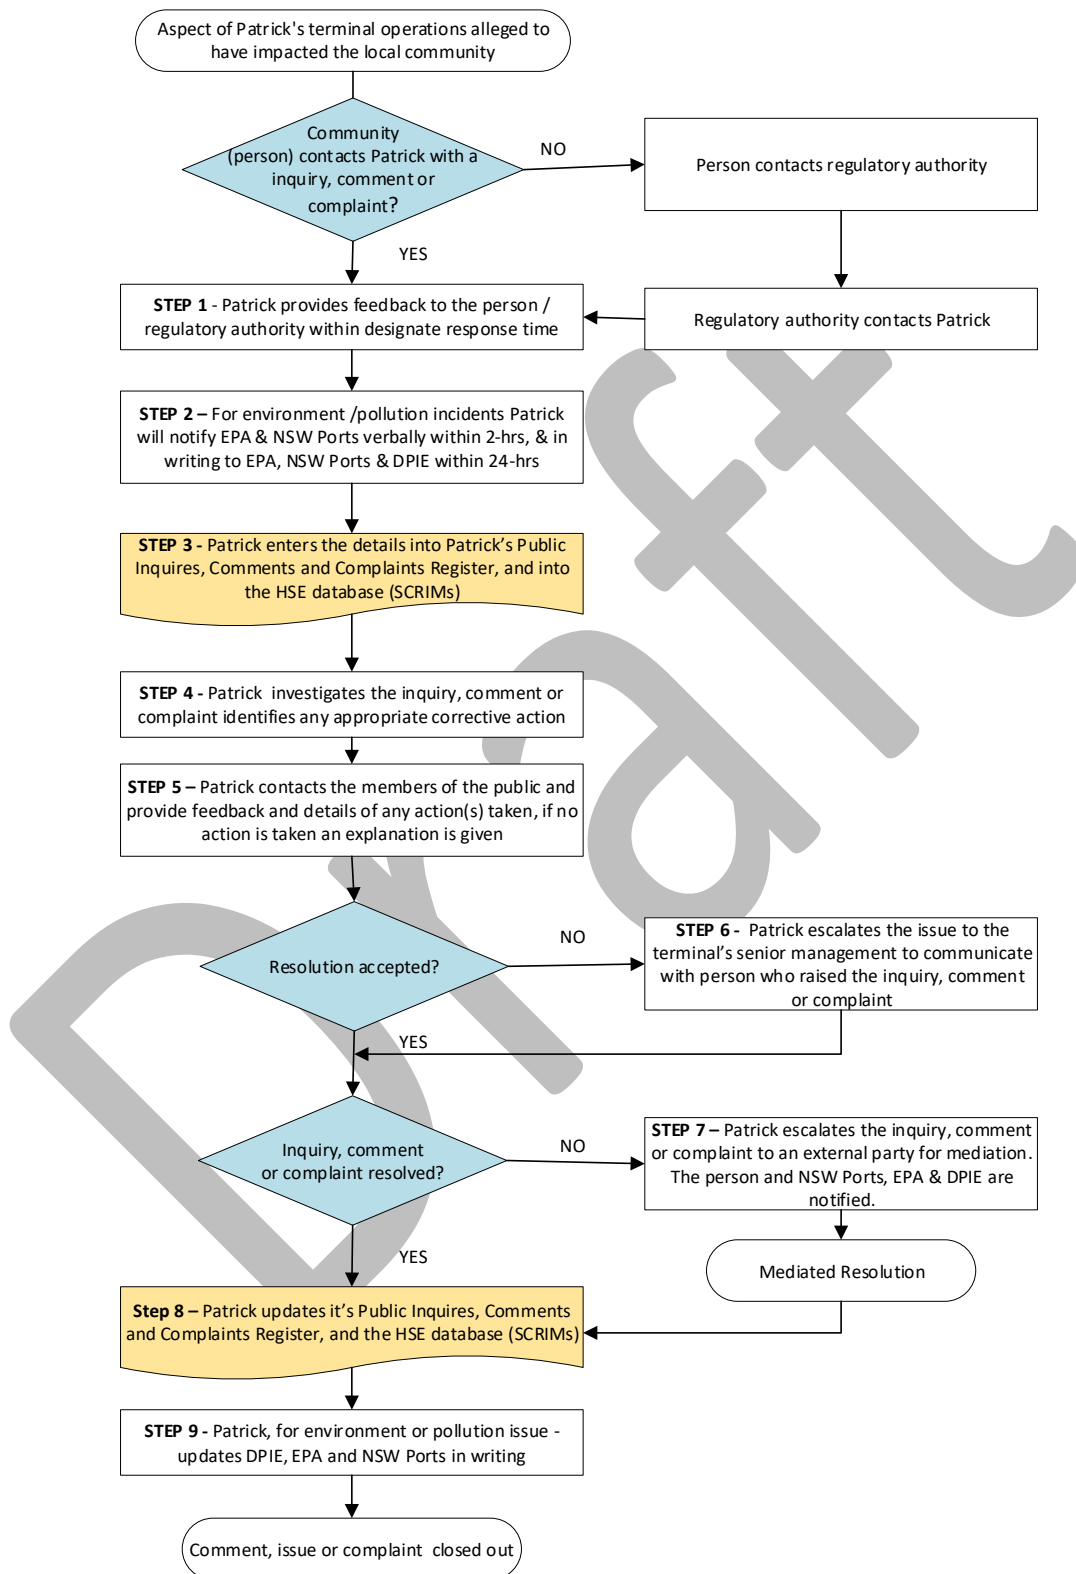 Aspect of Patrick's terminal operations alleged to
have impacted the local community
Community
(person) contacts Patrick with a
inquiry, comment or
complaint?
NO
Person contacts regulatory authority
YES
STEP 1 - Patrick provides feedback to the person /
regulatory authority within designate response time
Regulatory authority contacts Patrick
STEP 2 – For environment /pollution incidents Patrick
will notify EPA & NSW Ports verbally within 2-hrs, & in
writing to EPA, NSW Ports & DPIE within 24-hrs
STEP 3 - Patrick enters the details into Patrick's Public
Inquires, Comments and Complaints Register, and into
the HSE database (SCRIMs)
STEP 4 - Patrick investigates the inquiry, comment or
complaint identifies any appropriate corrective action
STEP 5 – Patrick contacts the members of the public and
provide feedback and details of any action(s) taken, if no
action is taken an explanation is given
Resolution accepted?
NO
STEP 6 - Patrick escalates the issue to the
terminal's senior management to communicate
with person who raised the inquiry, comment
or complaint
YES
Inquiry, comment
or complaint resolved?
NO
STEP 7 – Patrick escalates the inquiry, comment
or complaint to an external party for mediation.
The person and NSW Ports, EPA & DPIE are
notified.
YES
Mediated Resolution
Step 8 – Patrick updates it's Public Inquires, Comments
and Complaints Register, and the HSE database (SCRIMs)
STEP 9 - Patrick, for environment or pollution issue -
updates DPIE, EPA and NSW Ports in writing
Comment, issue or complaint closed out
Draft